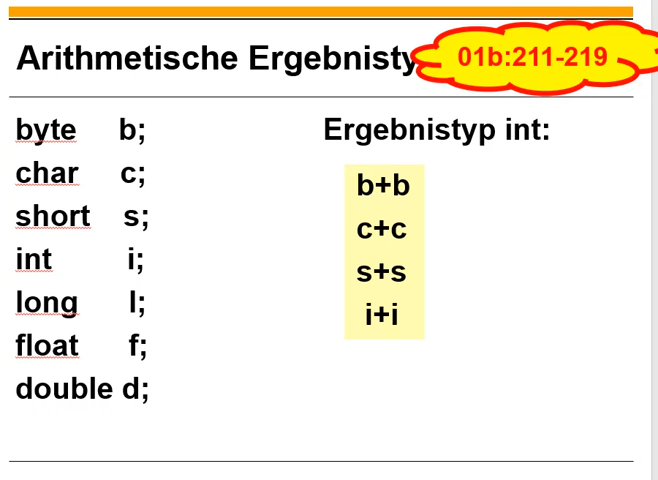 Arithmetische Ergebnisty
01b:211-219
byte b;
char c;
short s;
int i;
long l;
float f;
double d;
Ergebnistyp int:
b+b
c+c
s+s
i+i